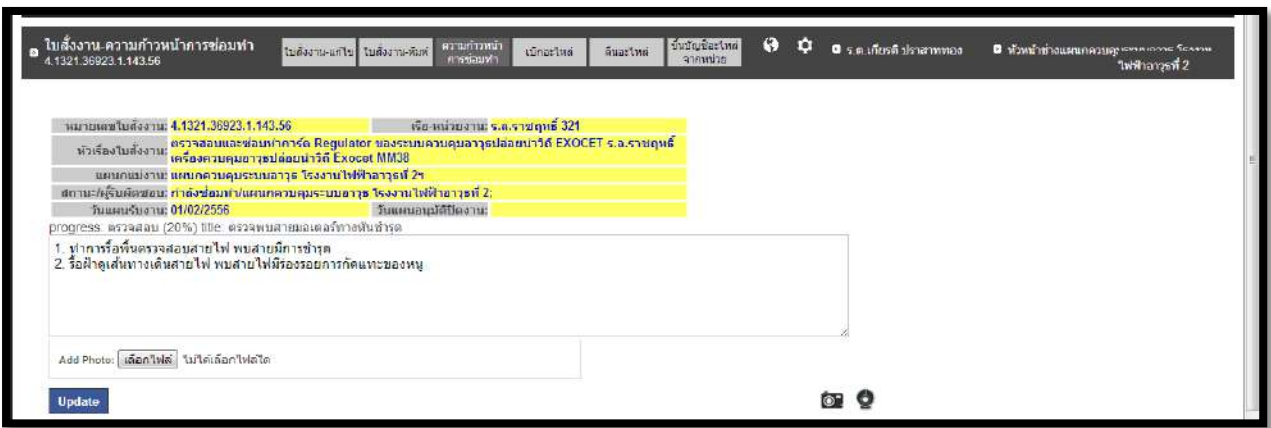 ใบสั่งงาน-ความก้าวหน้าการซ่อมทำ
4.1321.36923.1.143.56
ใบสั่งงาน-แก้ไข ใบสั่งงาน-พิมพ์ ความก้าวหน้า การซ่อมทำ เบิกอะไหล่ คืนอะไหล่ ขึ้นบัญชีอะไหล่ จากหน่วย
ร.ต.เกียรติ ปราสาททอง
หัวหน้าช่างแผนกควบคุมระบบอาวุธ โรงงาน
ไฟฟ้าอาวุธที่ 2
หมายเลขใบสั่งงาน: 4.1321.36923.1.143.56 เรือ-หน่วยงาน: ร.ล.ราชฤทธิ์ 321
หัวเรื่องใบสั่งงาน: ตรวจสอบและซ่อมทำการ์ด Regulator ของระบบควบคุมอาวุธปล่อยนำวิถี EXOCET ร.ล.ราชฤทธิ์
เครื่องควบคุมอาวุธปล่อยนำวิถี Exocet MM38
แผนกแบ่งงาน: แผนกควบคุมระบบอาวุธ โรงงานไฟฟ้าอาวุธที่ 2ฯ
สถานะ/ผู้รับผิดชอบ: กำลังซ่อมทำ/แผนกควบคุมระบบอาวุธ โรงงานไฟฟ้าอาวุธที่ 2:
วันแผนรับงาน: 01/02/2556 วันแผนอนุมัติปิดงาน:
progress: ตรวจสอบ (20%) title: ตรวจพบสายมอเตอร์ทางหันชำรุด
1. ทำการรื้อพื้นตรวจสอบสายไฟ พบสายมีการชำรุด
2. รื้อฝ้าดูเส้นทางเดินสายไฟ พบสายไฟมีร่องรอยการกัดแทะของหนู
Add Photo: เลือกไฟล์ ไม่ได้เลือกไฟล์ใด
Update